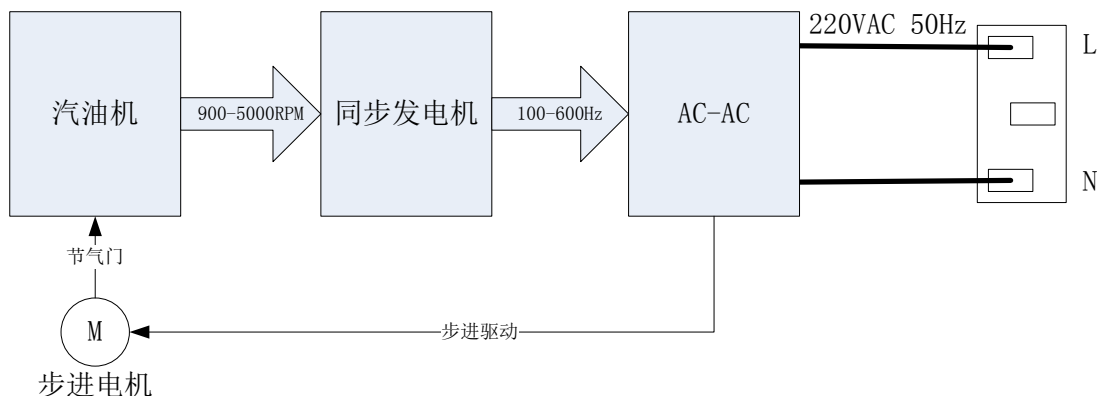 220VAC 50Hz
L
汽油机
900-5000RPM
同步发电机
100-600Hz
AC-AC
N
节气门
M
步进驱动
步进电机